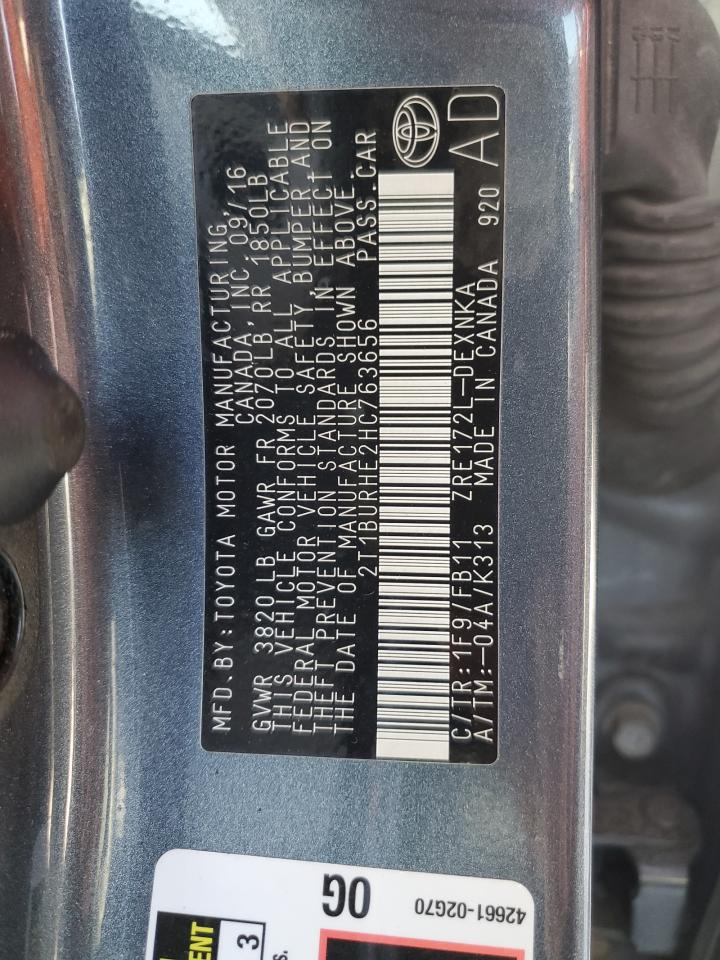 MFD.BY:TOYOTA MOTOR MANUFACTURING,
CANADA, INC. 09/16
GVWR 3820LB GAWR FR 2070LB RR 1850LB
THIS VEHICLE CONFORMS TO ALL APPLICABLE
FEDERAL MOTOR VEHICLE SAFETY, BUMPER, AND
THEFT PREVENTION STANDARDS IN EFFECT ON
THE DATE OF MANUFACTURE SHOWN ABOVE.
2T1BURHE2HC763656 PASS.CAR
C/TR:1F9/FB11 ZRE172L-DEXNKA
A/TM:-04A/K313 MADE IN CANADA 920
AD
0G
42661-02G70
3